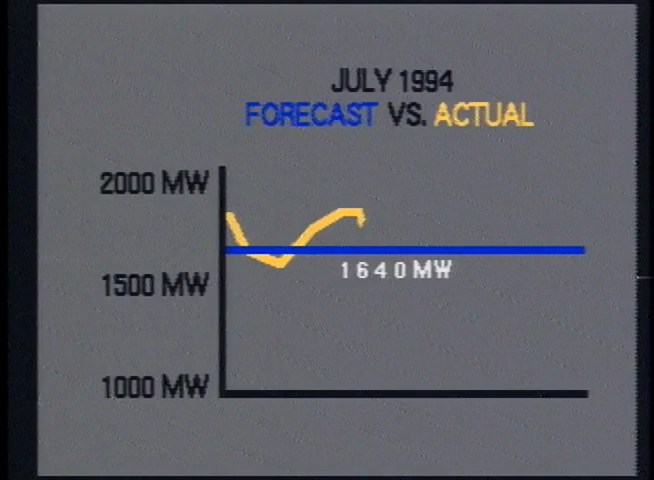 JULY 1994
FORECAST VS. ACTUAL
2000 MW
1640 MW
1500 MW
1000 MW